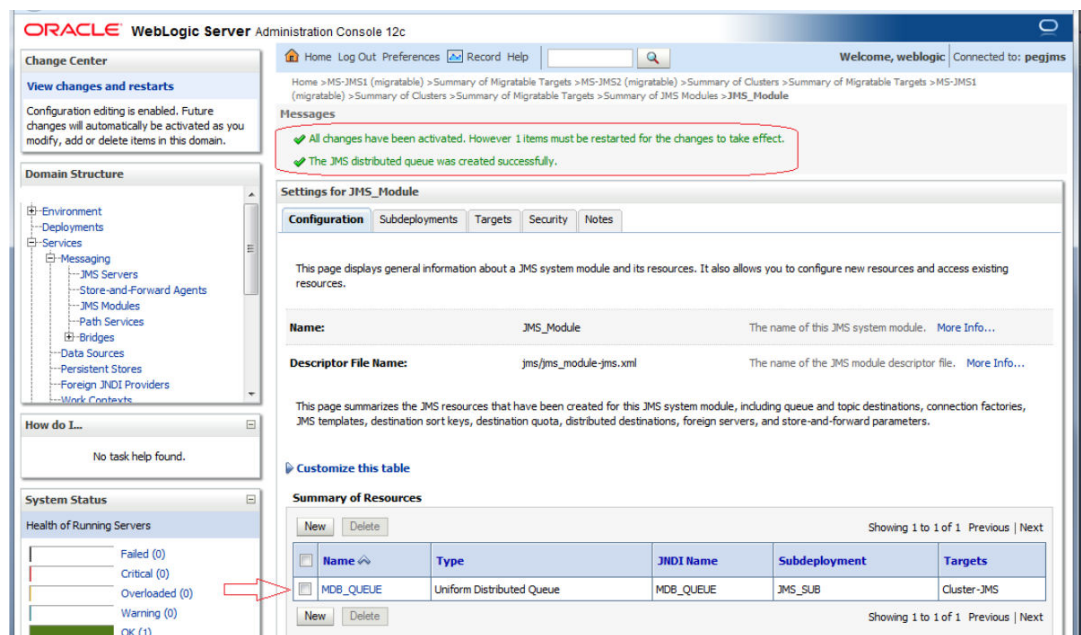 ORACLE WebLogic Server Administration Console 12c
Change Center
View changes and restarts
Configuration editing is enabled. Future
changes will automatically be activated as you
modify, add or delete items in this domain.
Domain Structure
Environment
Deployments
Services
Messaging
JMS Servers
Store-and-Forward Agents
JMS Modules
Path Services
Bridges
Data Sources
Persistent Stores
Foreign JNDI Providers
Work Contexts
How do I...
No task help found.
System Status
Health of Running Servers
Failed (0)
Critical (0)
Overloaded (0)
Warning (0)
OK (1)
Home Log Out Preferences Record Help
Welcome, weblogic Connected to: pegjms
Home >MS-JMS1 (migratable) >Summary of Migratable Targets >MS-JMS2 (migratable) >Summary of Clusters >Summary of Migratable Targets >MS-JMS1
(migratable) >Summary of Clusters >Summary of Migratable Targets >Summary of JMS Modules >JMS_Module
Messages
All changes have been activated. However 1 items must be restarted for the changes to take effect.
The JMS distributed queue was created successfully.
Settings for JMS_Module
Configuration Subdeployments Targets Security Notes
This page displays general information about a JMS system module and its resources. It also allows you to configure new resources and access existing
resources.
Name: JMS_Module The name of this JMS system module. More Info...
Descriptor File Name: jms/jms_module-jms.xml The name of the JMS module descriptor file. More Info...
This page summarizes the JMS resources that have been created for this JMS system module, including queue and topic destinations, connection factories,
JMS templates, destination sort keys, destination quota, distributed destinations, foreign servers, and store-and-forward parameters.
Customize this table
Summary of Resources
New Delete Showing 1 to 1 of 1 Previous | Next
Name Type JNDI Name Subdeployment Targets
MDB_QUEUE Uniform Distributed Queue MDB_QUEUE JMS_SUB Cluster-JMS
New Delete Showing 1 to 1 of 1 Previous | Next